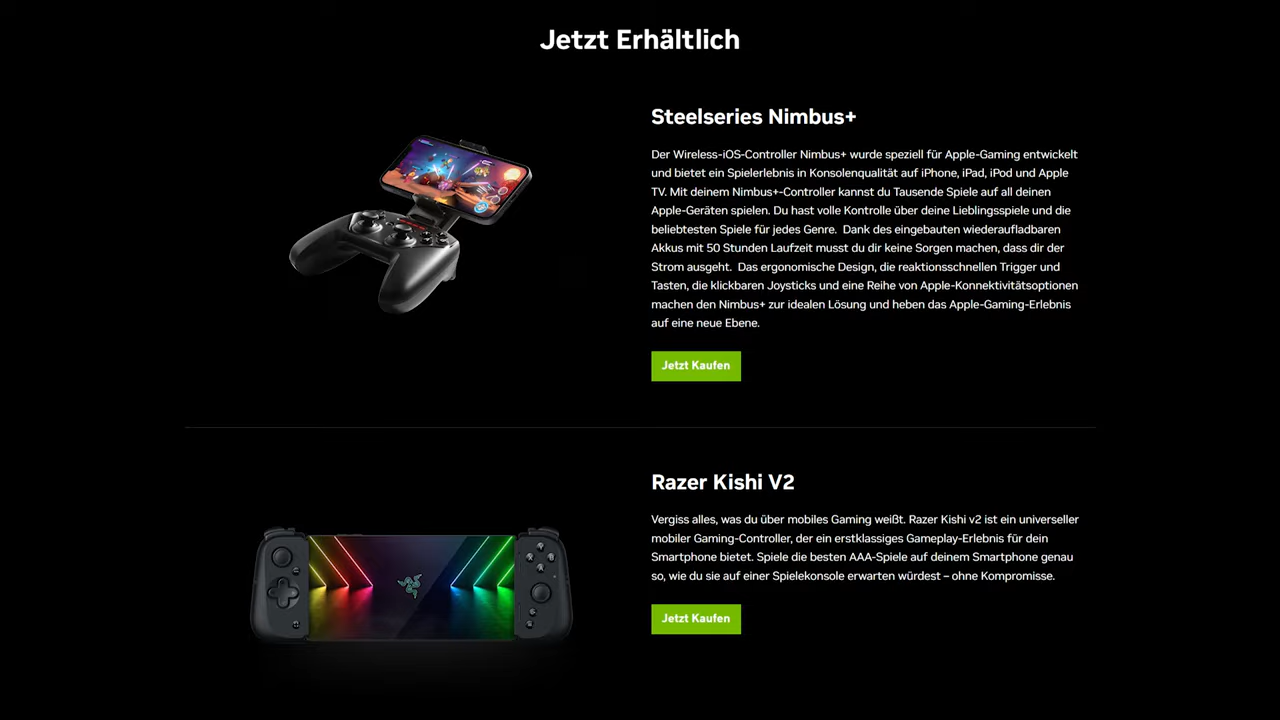 Jetzt Erhältlich
Steelseries Nimbus+
Der Wireless-iOS-Controller Nimbus+ wurde speziell für Apple-Gaming entwickelt
und bietet ein Spielerlebnis in Konsolenqualität auf iPhone, iPad, iPod und Apple
TV. Mit deinem Nimbus+-Controller kannst du Tausende Spiele auf all deinen
Apple-Geräten spielen. Du hast volle Kontrolle über deine Lieblingsspiele und die
beliebtesten Spiele für jedes Genre.  Dank des eingebauten wiederaufladbaren
Akkus mit 50 Stunden Laufzeit musst du dir keine Sorgen machen, dass dir der
Strom ausgeht.  Das ergonomische Design, die reaktionsschnellen Trigger und
Tasten, die klickbaren Joysticks und eine Reihe von Apple-Konnektivitätsoptionen
machen den Nimbus+ zur idealen Lösung und heben das Apple-Gaming-Erlebnis
auf eine neue Ebene.
Jetzt Kaufen
Razer Kishi V2
Vergiss alles, was du über mobiles Gaming weißt. Razer Kishi v2 ist ein universeller
mobiler Gaming-Controller, der ein erstklassiges Gameplay-Erlebnis für dein
Smartphone bietet. Spiele die besten AAA-Spiele auf deinem Smartphone genau
so, wie du sie auf einer Spielekonsole erwarten würdest – ohne Kompromisse.
Jetzt Kaufen